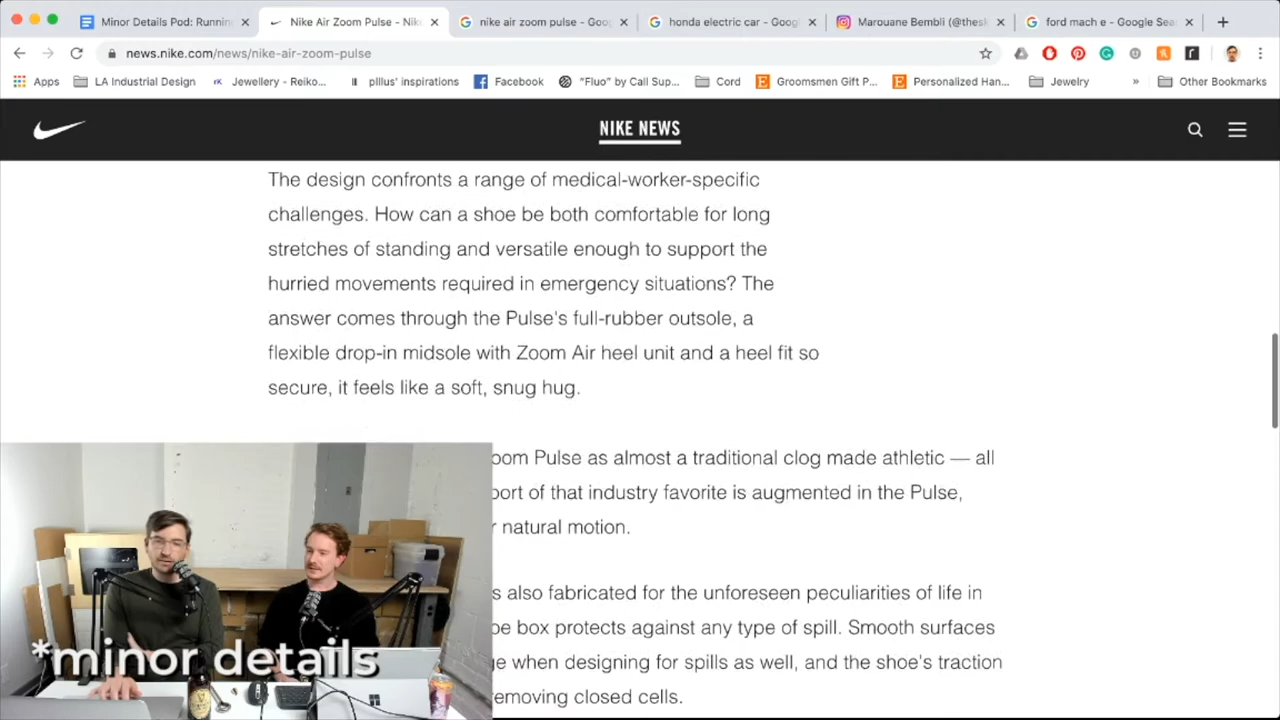 Minor Details Pod: Runnin
Nike Air Zoom Pulse - Nik
nike air zoom pulse - Goo
honda electric car - Goog
Marouane Bembli (@thesk
ford mach e - Google Sea
news.nike.com/news/nike-air-zoom-pulse
Apps
LA Industrial Design
Jewellery - Reiko...
plllus' inspirations
Facebook
"Fluo" by Call Sup...
Cord
Groomsmen Gift P...
Personalized Han...
Jewelry
»
Other Bookmarks
NIKE NEWS
The design confronts a range of medical-worker-specific
challenges. How can a shoe be both comfortable for long
stretches of standing and versatile enough to support the
hurried movements required in emergency situations? The
answer comes through the Pulse's full-rubber outsole, a
flexible drop-in midsole with Zoom Air heel unit and a heel fit so
secure, it feels like a soft, snug hug.
oom Pulse as almost a traditional clog made athletic — all
port of that industry favorite is augmented in the Pulse,
r natural motion.
s also fabricated for the unforeseen peculiarities of life in
oe box protects against any type of spill. Smooth surfaces
ge when designing for spills as well, and the shoe's traction
removing closed cells.
*minor details